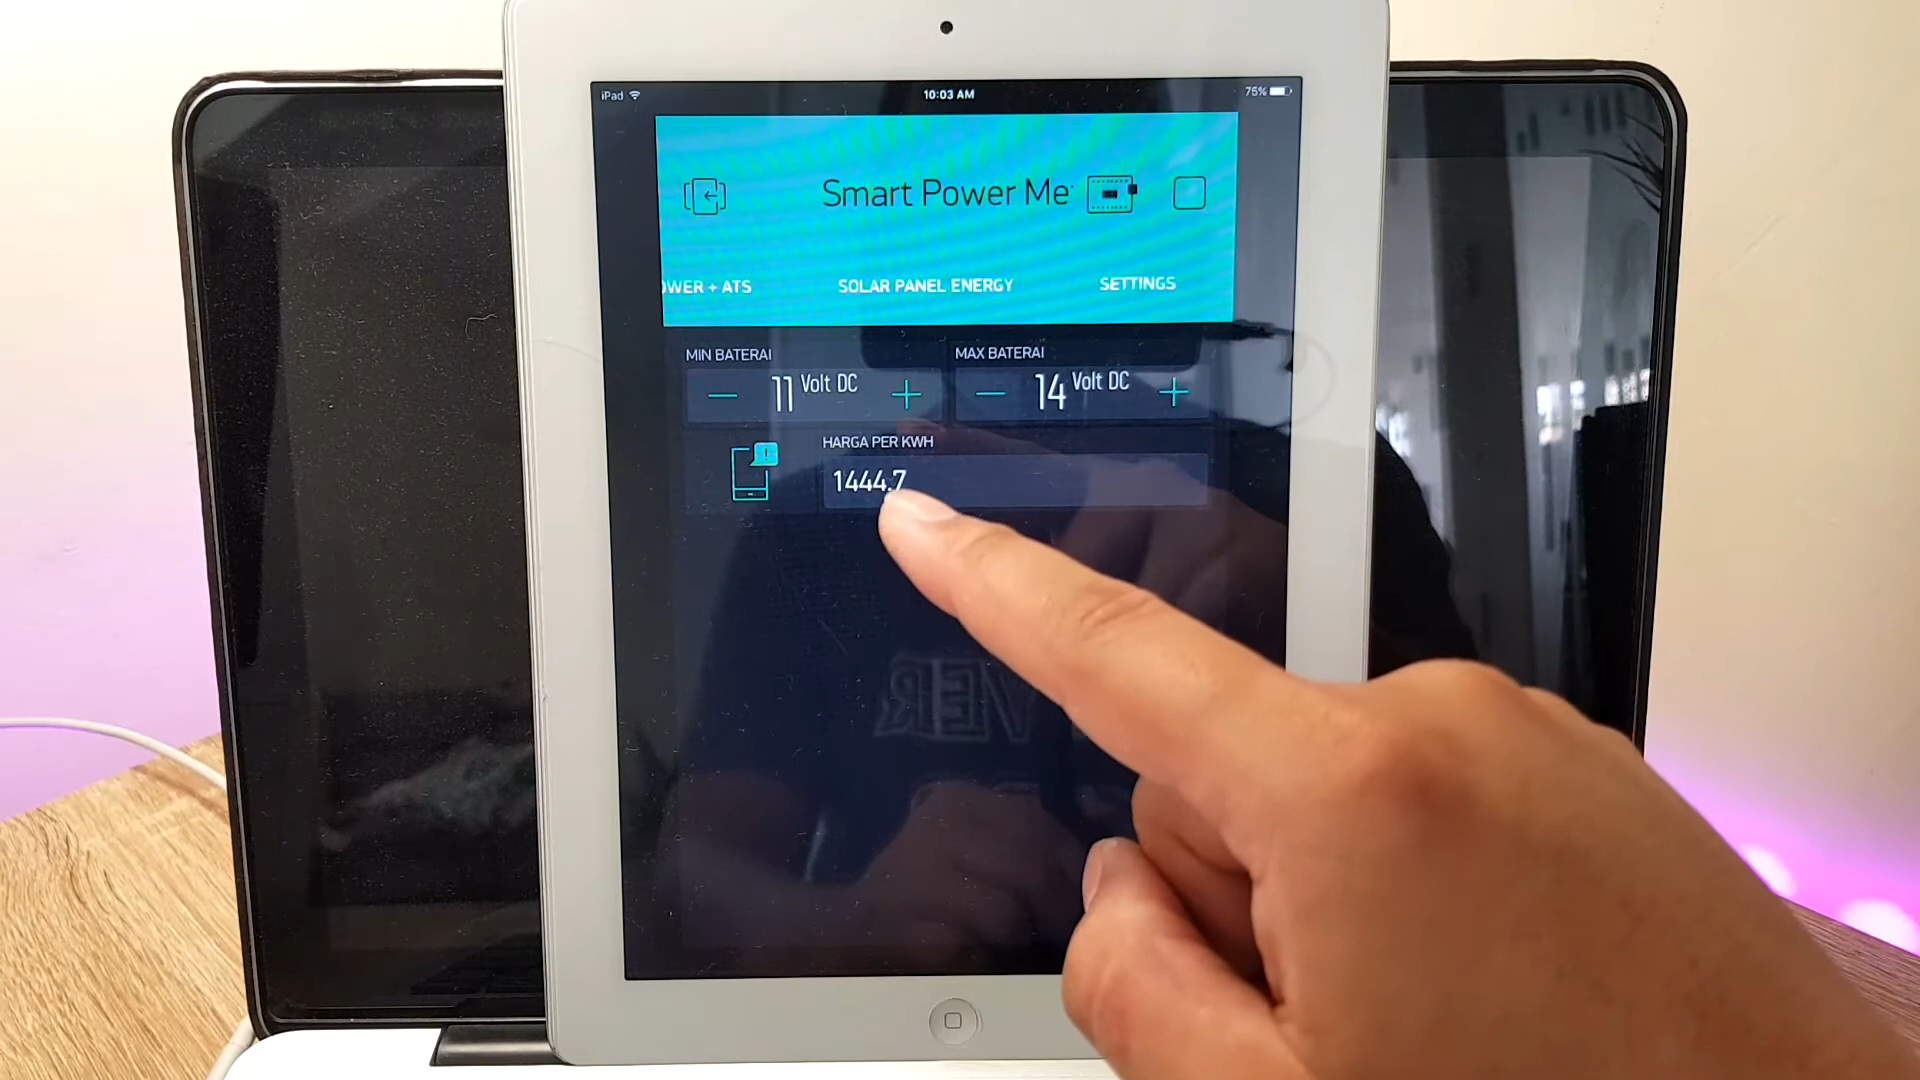 iPad 10:03 AM 75%
Smart Power Me
OWER + ATS SOLAR PANEL ENERGY SETTINGS
MIN BATERAI MAX BATERAI
— 11 Volt DC + — 14 Volt DC +
HARGA PER KWH
1444.7